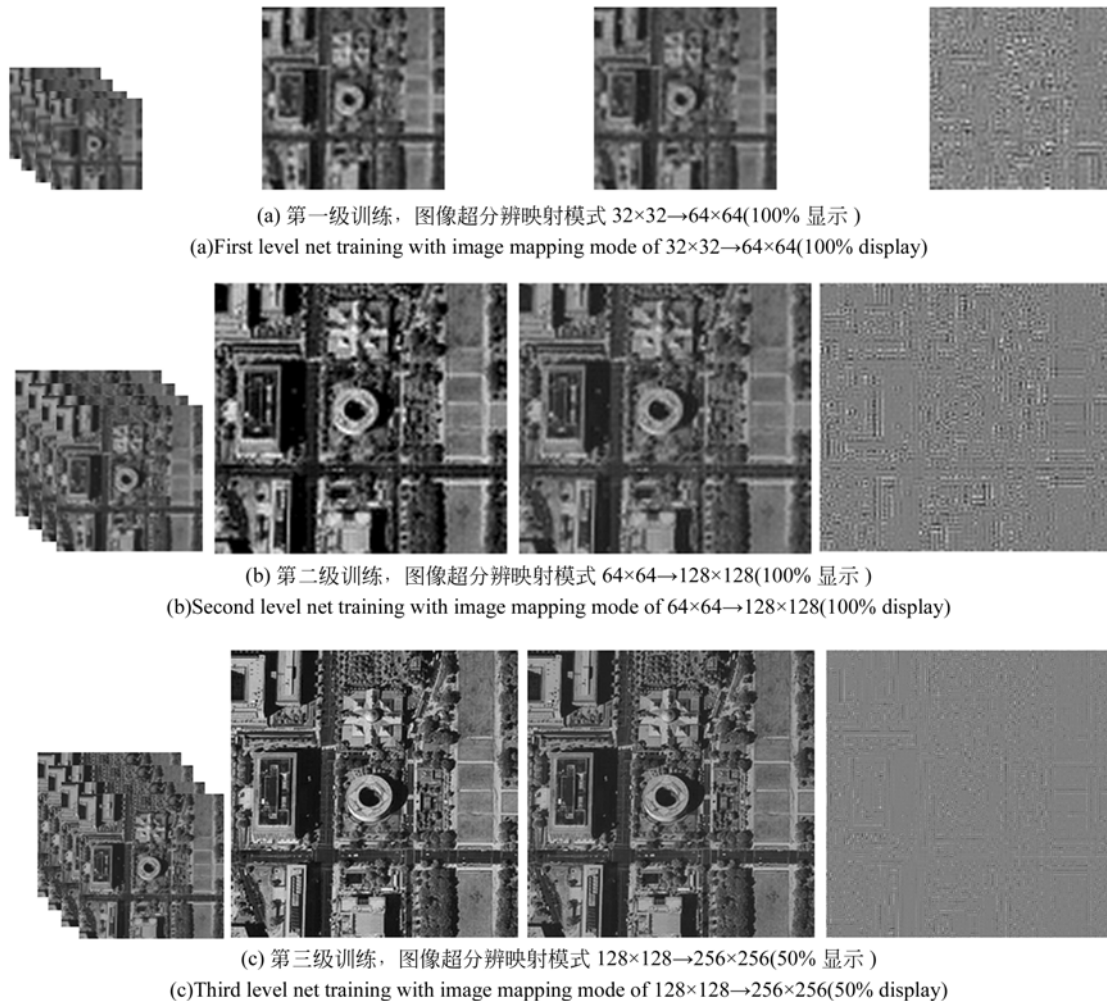 (a) 第一级训练，图像超分辨映射模式 32×32→64×64(100% 显示 )
(a)First level net training with image mapping mode of 32×32→64×64(100% display)
(b) 第二级训练，图像超分辨映射模式 64×64→128×128(100% 显示 )
(b)Second level net training with image mapping mode of 64×64→128×128(100% display)
(c) 第三级训练，图像超分辨映射模式 128×128→256×256(50% 显示 )
(c)Third level net training with image mapping mode of 128×128→256×256(50% display)